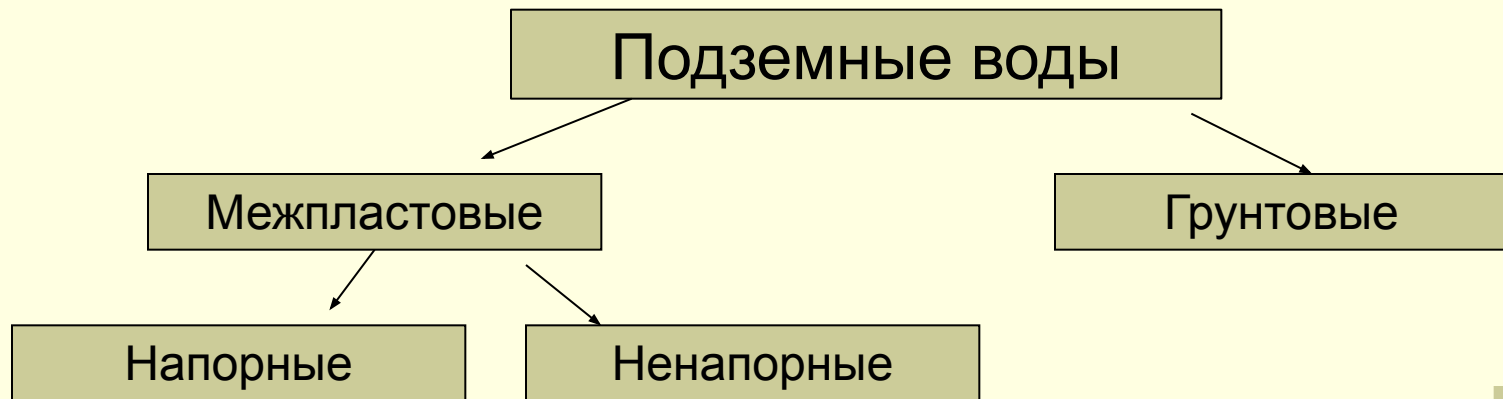 Подземные воды
Межпластовые
Грунтовые
Напорные
Ненапорные